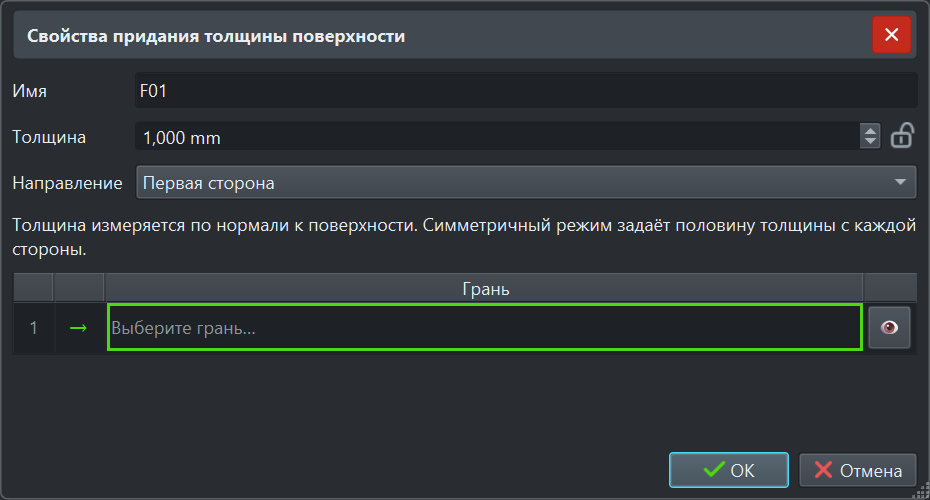 Свойства придания толщины поверхности
Имя F01
Толщина 1,000 mm
Направление Первая сторона
Толщина измеряется по нормали к поверхности. Симметричный режим задаёт половину толщины с каждой
стороны.
Грань
1 → Выберите грань...
OK Отмена